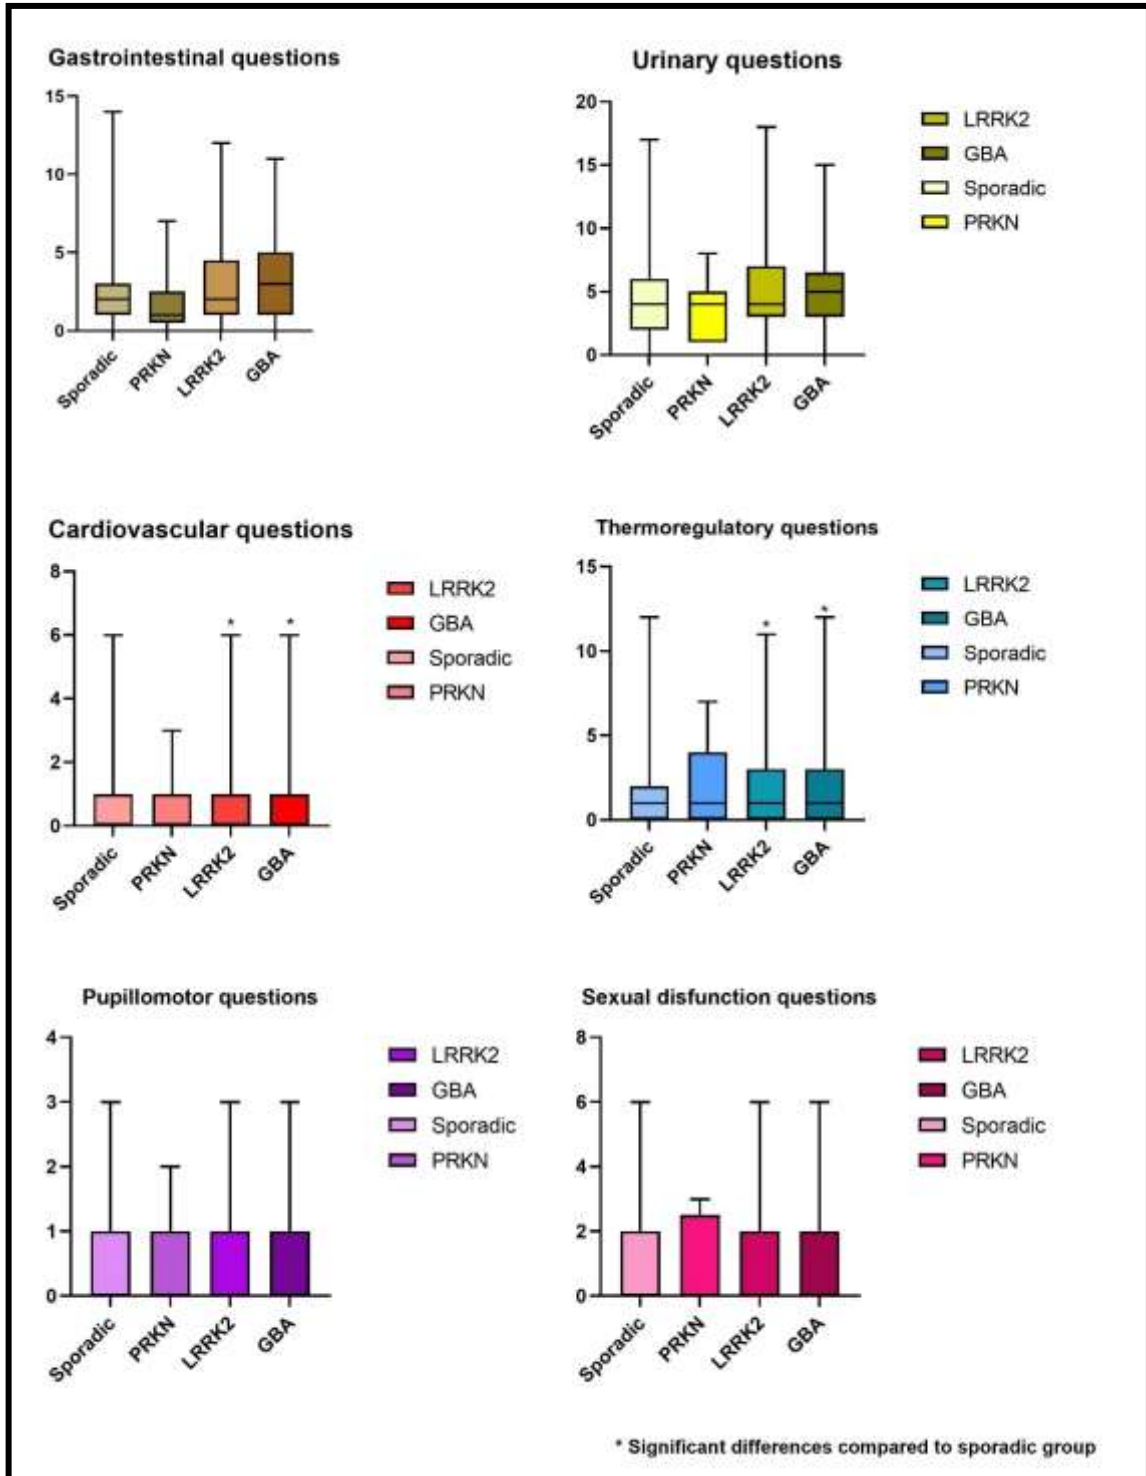 Gastrointestinal questions
15
10
5
0
Sporadic
PRKN
LRRK2
GBA
Urinary questions
20
15
10
5
0
Sporadic
PRKN
LRRK2
GBA
LRRK2
GBA
Sporadic
PRKN
Cardiovascular questions
8
6
4
2
0
* *
Sporadic
PRKN
LRRK2
GBA
LRRK2
GBA
Sporadic
PRKN
Thermoregulatory questions
15
10
5
0
* *
Sporadic
PRKN
LRRK2
GBA
LRRK2
GBA
Sporadic
PRKN
Pupillomotor questions
4
3
2
1
0
Sporadic
PRKN
LRRK2
GBA
LRRK2
GBA
Sporadic
PRKN
Sexual disfunction questions
8
6
4
2
0
Sporadic
PRKN
LRRK2
GBA
LRRK2
GBA
Sporadic
PRKN
* Significant differences compared to sporadic group